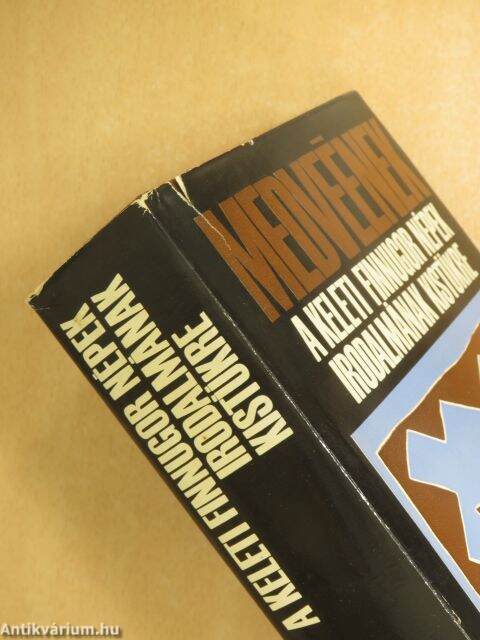 MEDVEÉNEK
A KELETI FINNUGOR NÉPEK
IRODALMÁNAK KISTÜKRE
A KELETI FINNUGOR NÉPEK
IRODALMÁNAK
KISTÜKRE
Antikvárium.hu